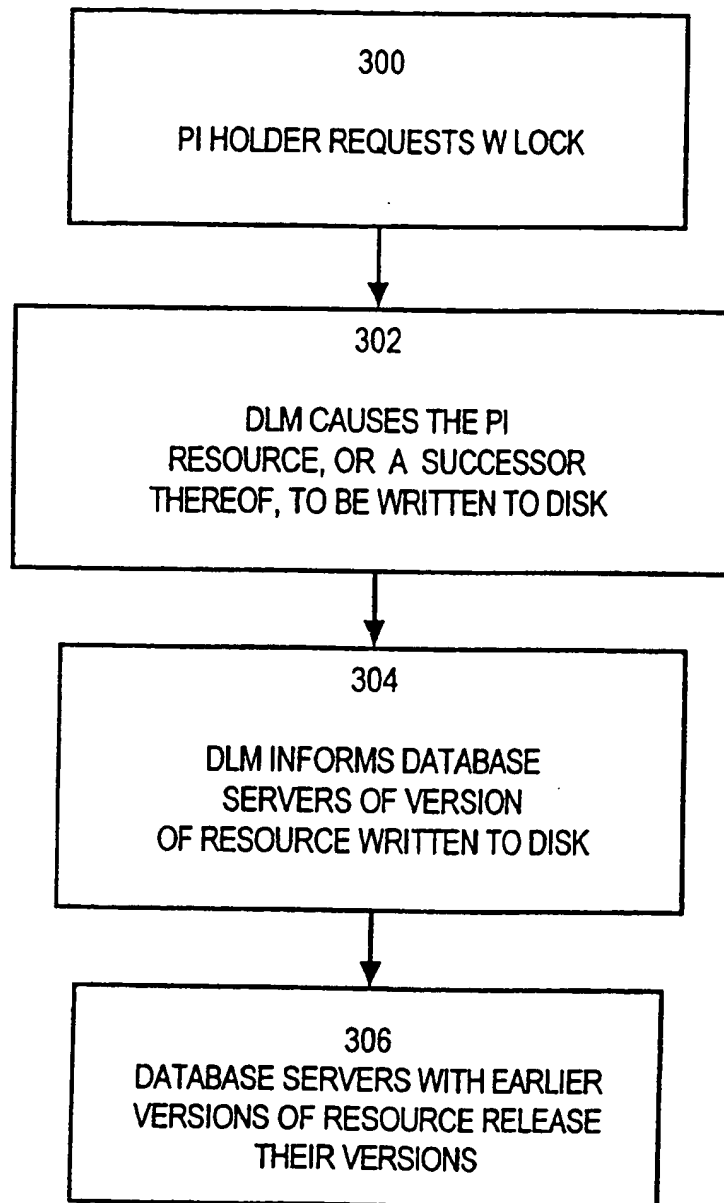 300
PI HOLDER REQUESTS W LOCK
302
DLM CAUSES THE PI
RESOURCE, OR A SUCCESSOR
THEREOF, TO BE WRITTEN TO DISK
304
DLM INFORMS DATABASE
SERVERS OF VERSION
OF RESOURCE WRITTEN TO DISK
306
DATABASE SERVERS WITH EARLIER
VERSIONS OF RESOURCE RELEASE
THEIR VERSIONS